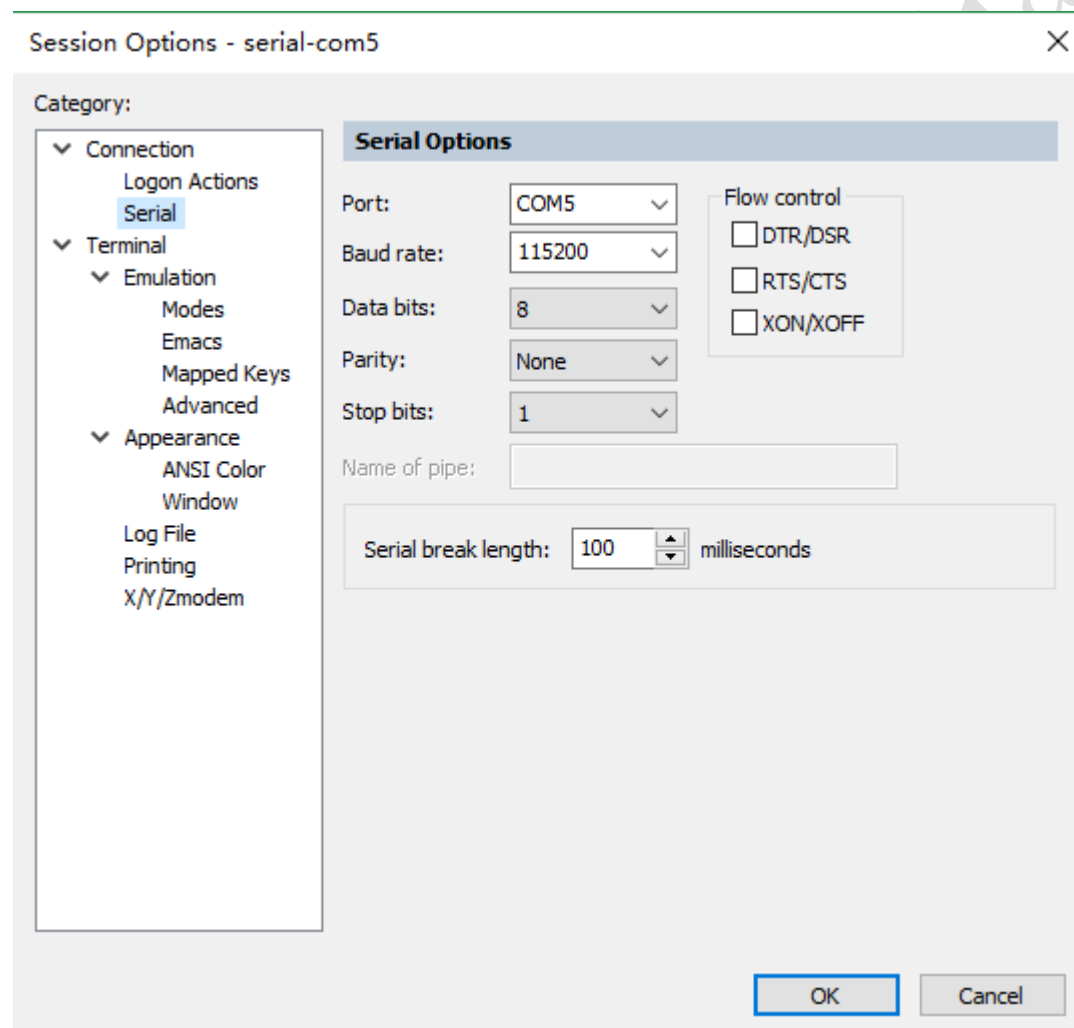 Session Options - serial-com5
Category:
Connection
Logon Actions
Serial
Terminal
Emulation
Modes
Emacs
Mapped Keys
Advanced
Appearance
ANSI Color
Window
Log File
Printing
X/Y/Zmodem
Serial Options
Port: COM5
Baud rate: 115200
Data bits: 8
Parity: None
Stop bits: 1
Name of pipe:
Flow control
DTR/DSR
RTS/CTS
XON/XOFF
Serial break length: 100 milliseconds
OK Cancel